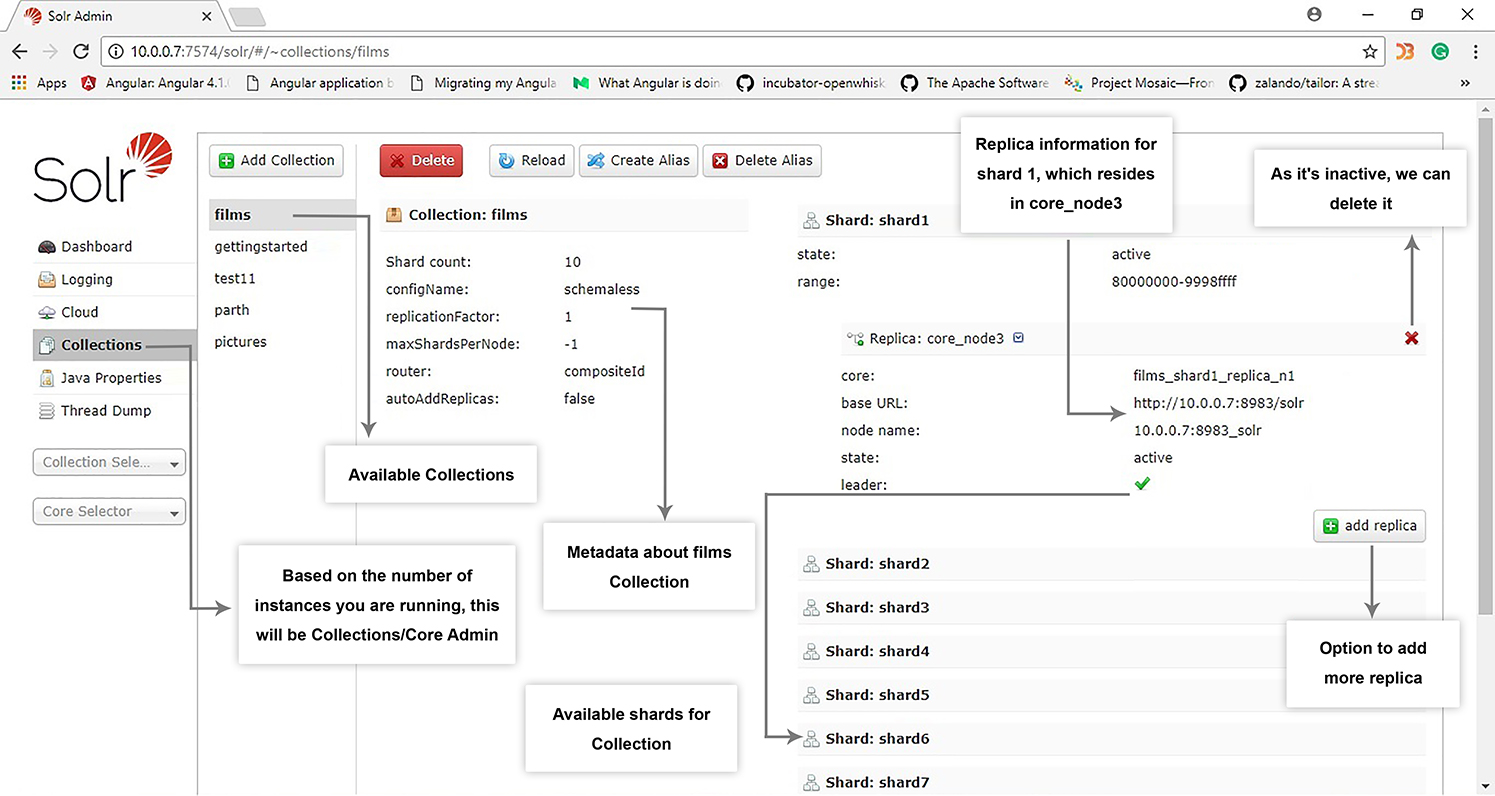 Solr Admin
10.0.0.7:7574/solr/#/~collections/films
Apps
Angular: Angular 4.1.
Angular application b
Migrating my Angula
What Angular is doin
incubator-openwhisk
The Apache Software
Project Mosaic—Fron
zalando/tailor: A stre
»
Solr
Dashboard
Logging
Cloud
Collections
Java Properties
Thread Dump
Collection Sele...
Core Selector
Add Collection
films
gettingstarted
test11
parth
pictures
Delete
Reload
Create Alias
Delete Alias
Collection: films
Shard count: 10
configName: schemaless
replicationFactor: 1
maxShardsPerNode: -1
router: compositeId
autoAddReplicas: false
Available Collections
Metadata about films
Collection
Based on the number of
instances you are running, this
will be Collections/Core Admin
Available shards for
Collection
Replica information for
shard 1, which resides
in core_node3
As it's inactive, we can
delete it
Shard: shard1
state: active
range: 80000000-9998ffff
Replica: core_node3
core: films_shard1_replica_n1
base URL: http://10.0.0.7:8983/solr
node name: 10.0.0.7:8983_solr
state: active
leader:
add replica
Option to add
more replica
Shard: shard2
Shard: shard3
Shard: shard4
Shard: shard5
Shard: shard6
Shard: shard7